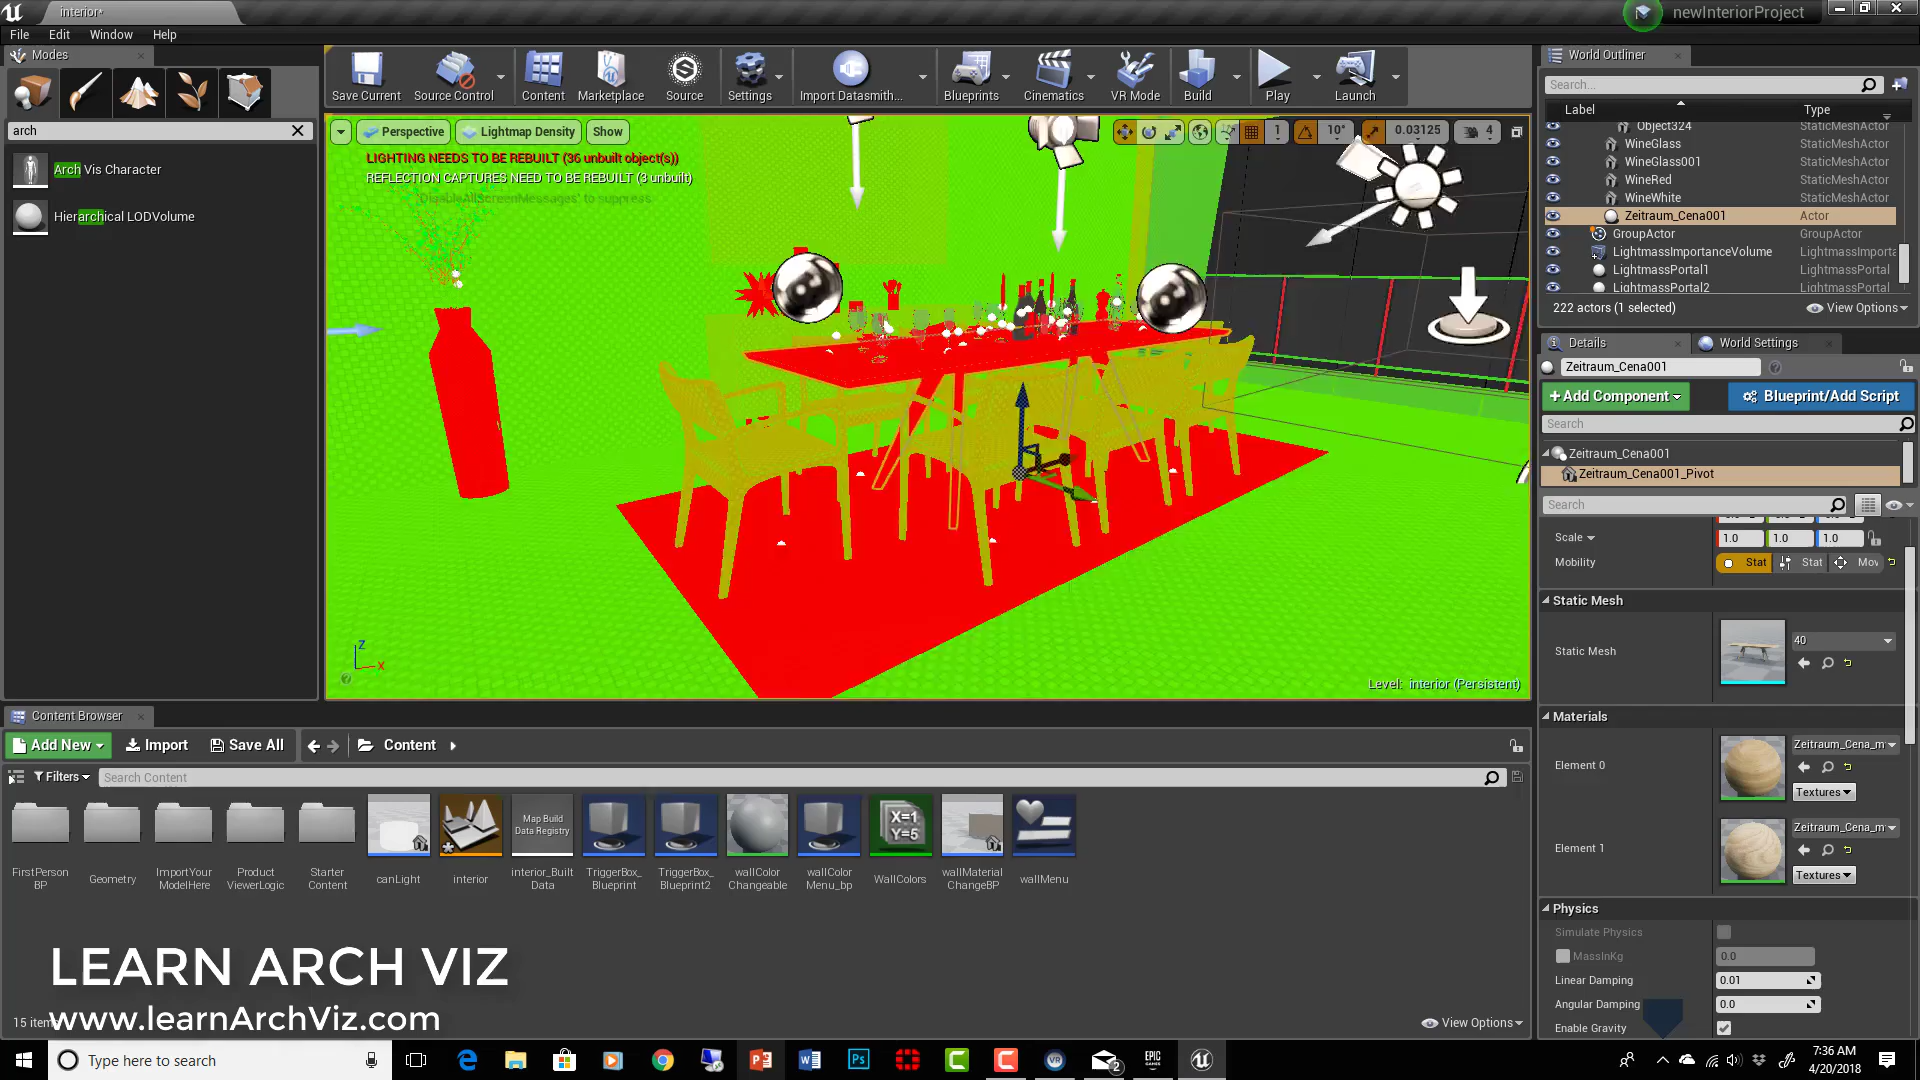 interior*
newInteriorProject
File Edit Window Help
Modes
World Outliner
Save Current
Source Control
Content
Marketplace
Source
Settings
Import Datasmith...
Blueprints
Cinematics
VR Mode
Build
Play
Launch
Search...
Label Type
arch
Perspective
Lightmap Density
Show
1
10°
0.03125
4
Object324 StaticMeshActor
WineGlass StaticMeshActor
WineGlass001 StaticMeshActor
WineRed StaticMeshActor
WineWhite StaticMeshActor
Zeitraum_Cena001 Actor
GroupActor GroupActor
LightmassImportanceVolume LightmassImporta
LightmassPortal1 LightmassPortal
LightmassPortal2 LightmassPortal
222 actors (1 selected)
View Options
LIGHTING NEEDS TO BE REBUILT (36 unbuilt object(s))
REFLECTION CAPTURES NEED TO BE REBUILT (3 unbuilt)
'DisableAllScreenMessages' to suppress
Arch Vis Character
Hierarchical LODVolume
Details
World Settings
Zeitraum_Cena001
+Add Component
Blueprint/Add Script
Search
Zeitraum_Cena001
Zeitraum_Cena001_Pivot
Search
Scale 1.0 1.0 1.0
Mobility Stat Stat Mov
Static Mesh
Static Mesh
40
Materials
Element 0
Zeitraum_Cena_m
Textures
Element 1
Zeitraum_Cena_m
Textures
Physics
Simulate Physics
MassInKg 0.0
Linear Damping 0.01
Angular Damping 0.0
Enable Gravity
Z
X
Level: interior (Persistent)
Content Browser
Add New
Import
Save All
Content
Filters
Search Content
FirstPerson
BP
Geometry
ImportYour
ModelHere
Product
ViewerLogic
Starter
Content
canLight
interior
Map Build
Data Registry
interior_Built
Data
TriggerBox_
Blueprint
TriggerBox_
Blueprint2
wallColor
Changeable
wallColor
Menu_bp
X=1
Y=5
WallColors
wallMaterial
ChangeBP
wallMenu
LEARN ARCH VIZ
www.learnArchViz.com
15 item
View Options
Type here to search
7:36 AM
4/20/2018